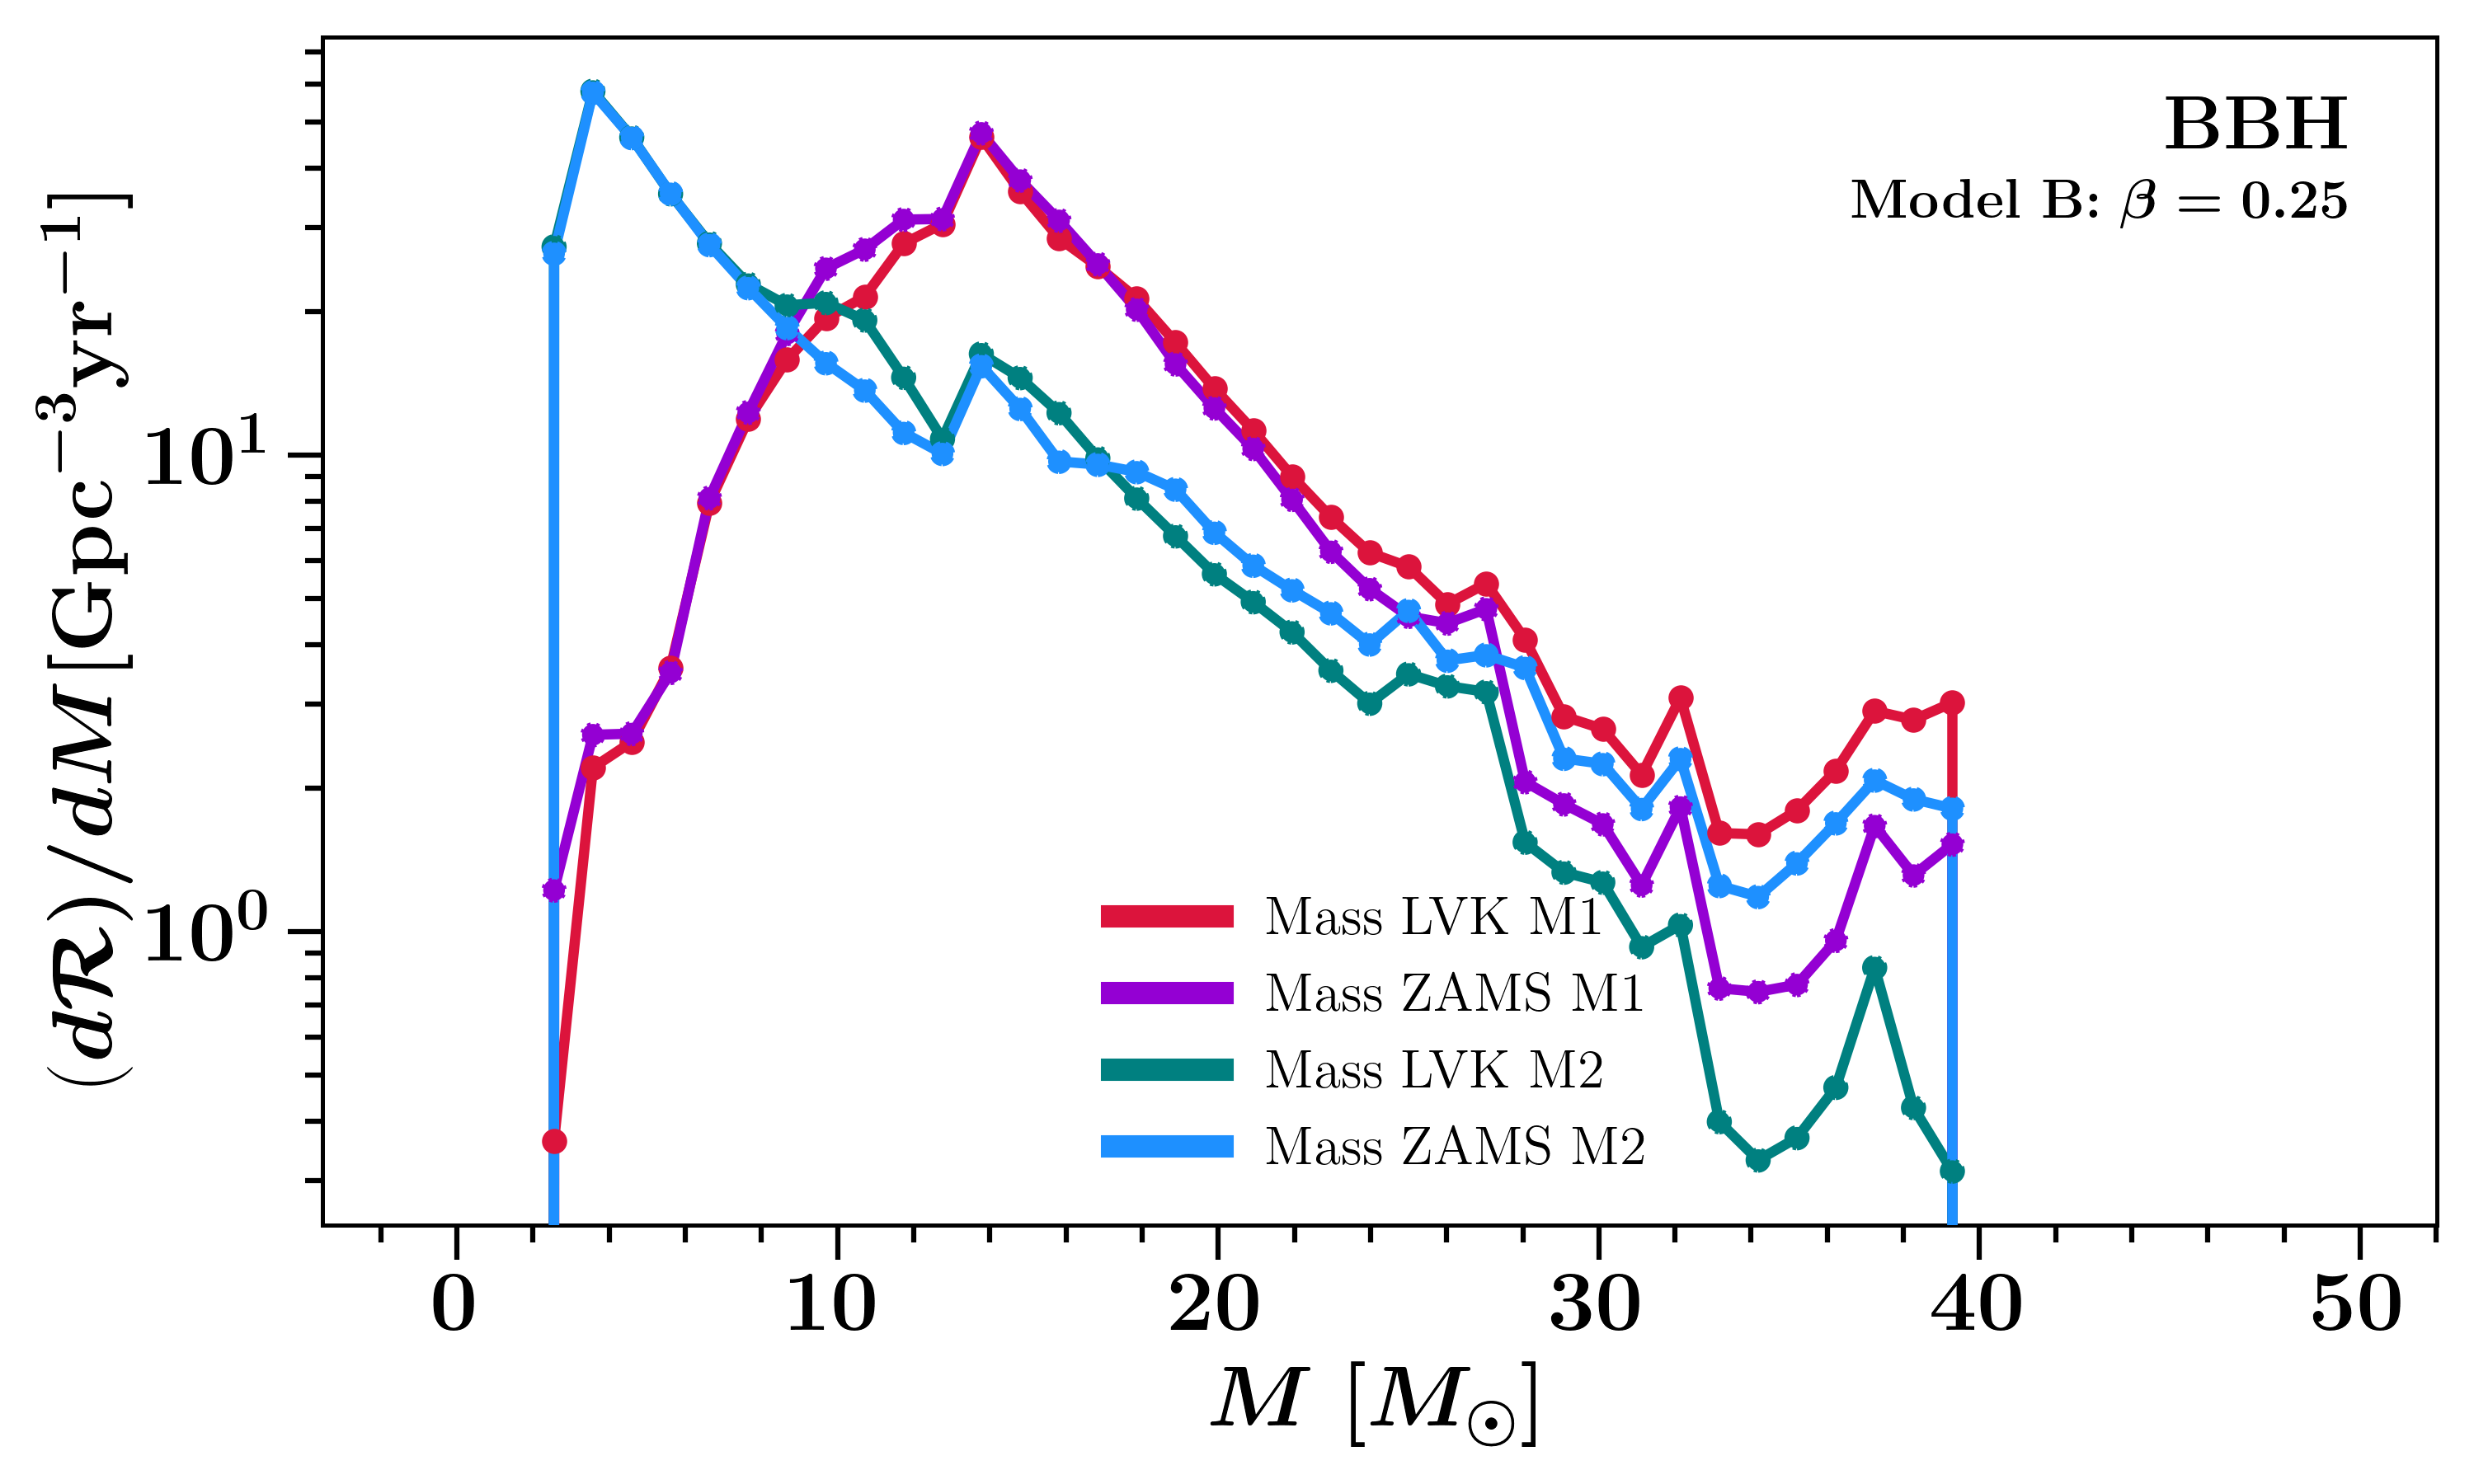 BBH
Model B: β = 0.25
(dℛ)/dM[Gpc⁻³yr⁻¹]
10¹
10⁰
Mass LVK M1
Mass ZAMS M1
Mass LVK M2
Mass ZAMS M2
0 10 20 30 40 50
M [M⊙]